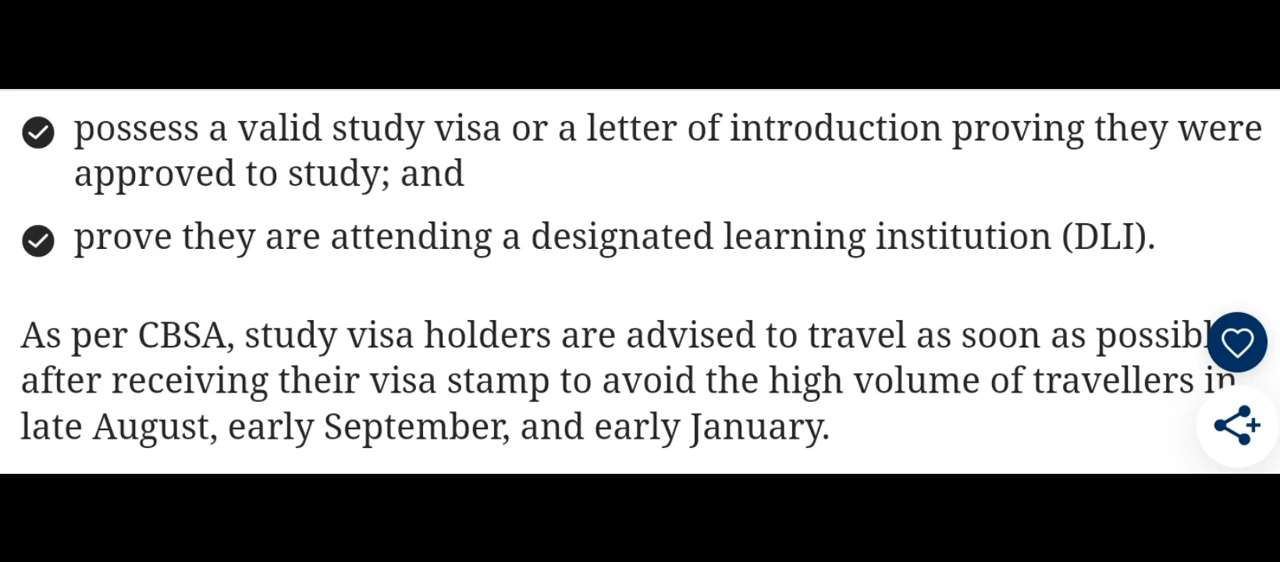 possess a valid study visa or a letter of introduction proving they were
approved to study; and
prove they are attending a designated learning institution (DLI).
As per CBSA, study visa holders are advised to travel as soon as possibl
after receiving their visa stamp to avoid the high volume of travellers in
late August, early September, and early January.